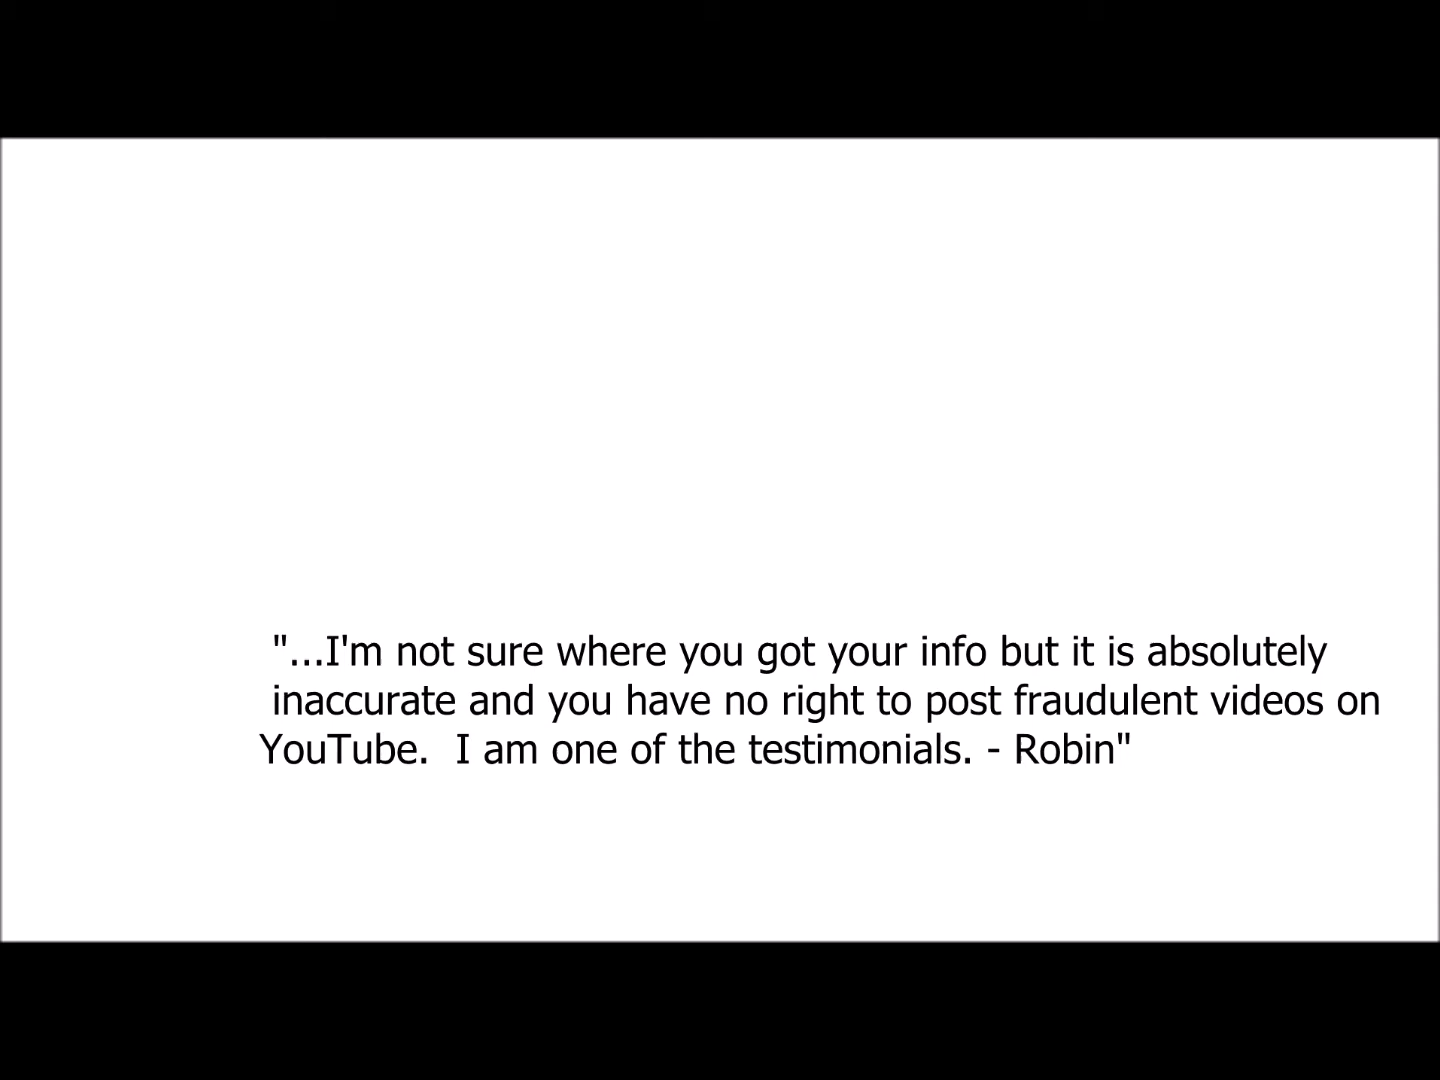 "...I'm not sure where you got your info but it is absolutely
inaccurate and you have no right to post fraudulent videos on
YouTube.  I am one of the testimonials. - Robin"